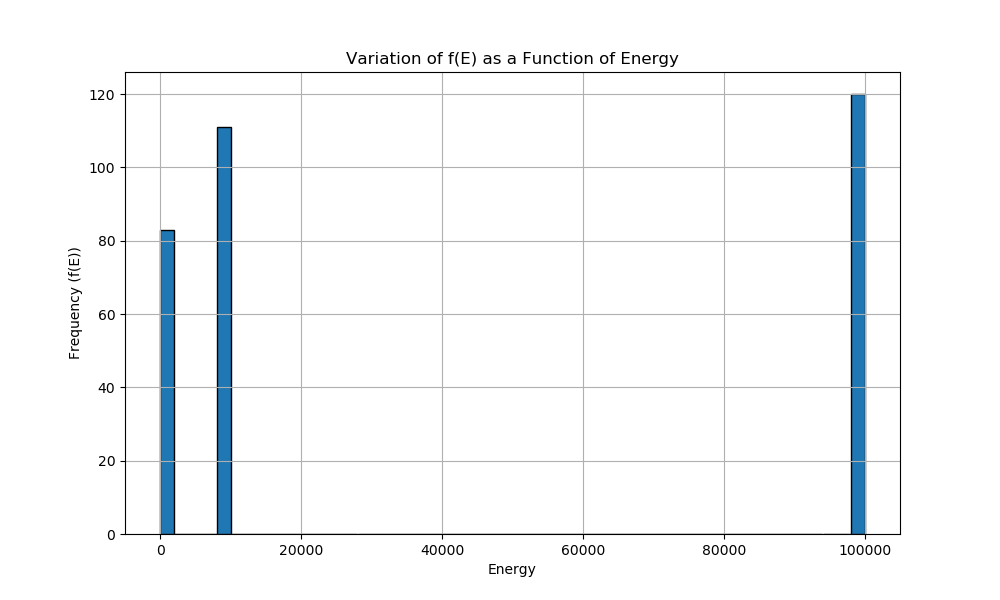 Variation of f(E) as a Function of Energy
120
100
80
60
40
20
0
Frequency (f(E))
0 20000 40000 60000 80000 100000
Energy